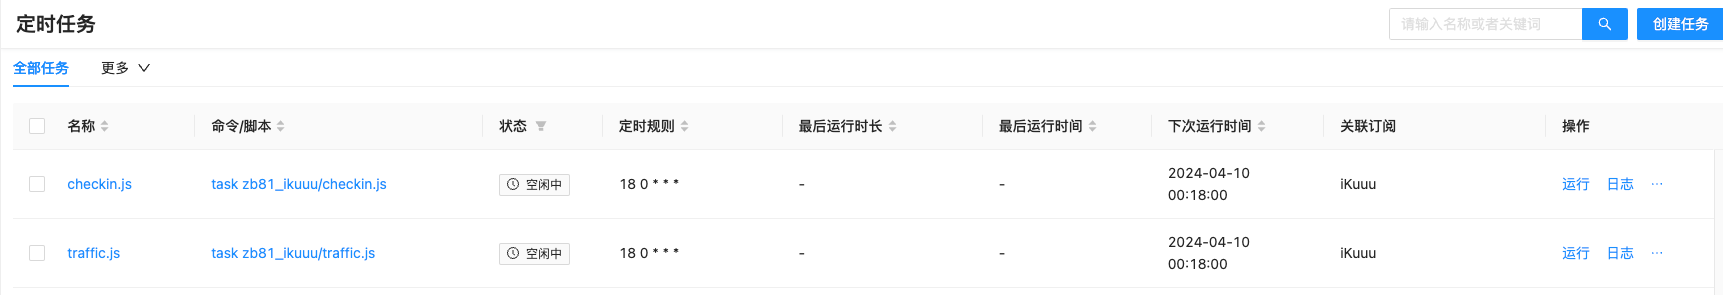 定时任务
请输入名称或者关键词
创建任务
全部任务 更多
名称 命令/脚本 状态 定时规则 最后运行时长 最后运行时间 下次运行时间 关联订阅 操作
checkin.js task zb81_ikuuu/checkin.js 空闲中 18 0 * * * - - 2024-04-10 00:18:00 iKuuu 运行 日志 ···
traffic.js task zb81_ikuuu/traffic.js 空闲中 18 0 * * * - - 2024-04-10 00:18:00 iKuuu 运行 日志 ···